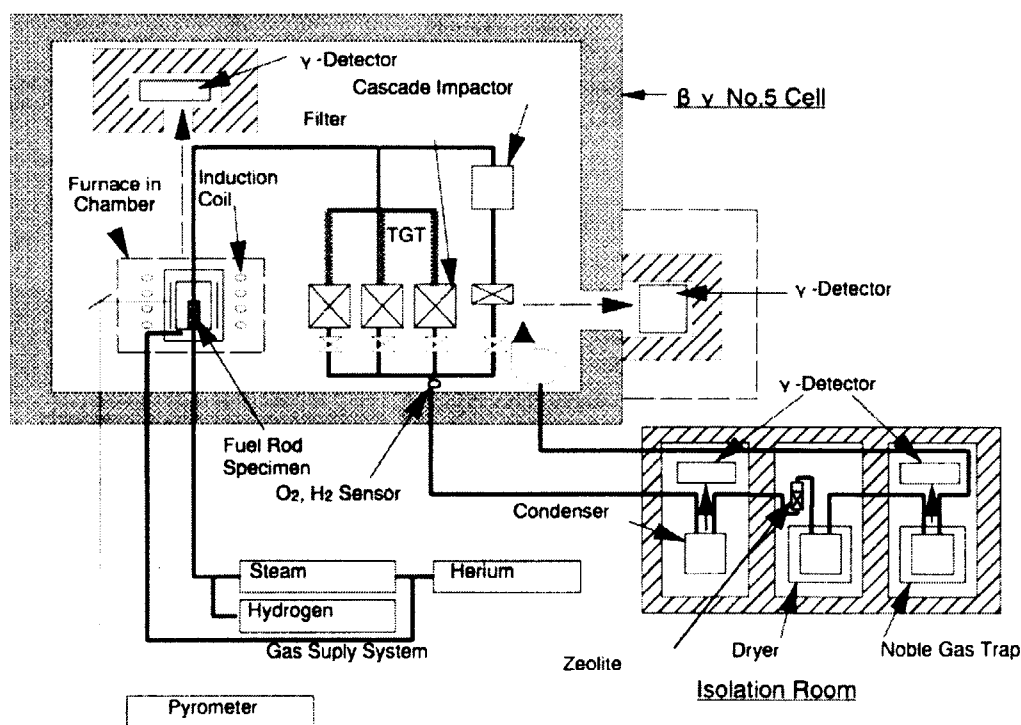 γ -Detector
Cascade Impactor
Filter
β γ No.5 Cell
Furnace in
Chamber
Induction
Coil
TGT
γ -Detector
γ -Detector
Fuel Rod
Specimen
O2, H2 Sensor
Condenser
Steam
Herium
Hydrogen
Gas Suply System
Zeolite
Dryer
Noble Gas Trap
Isolation Room
Pyrometer